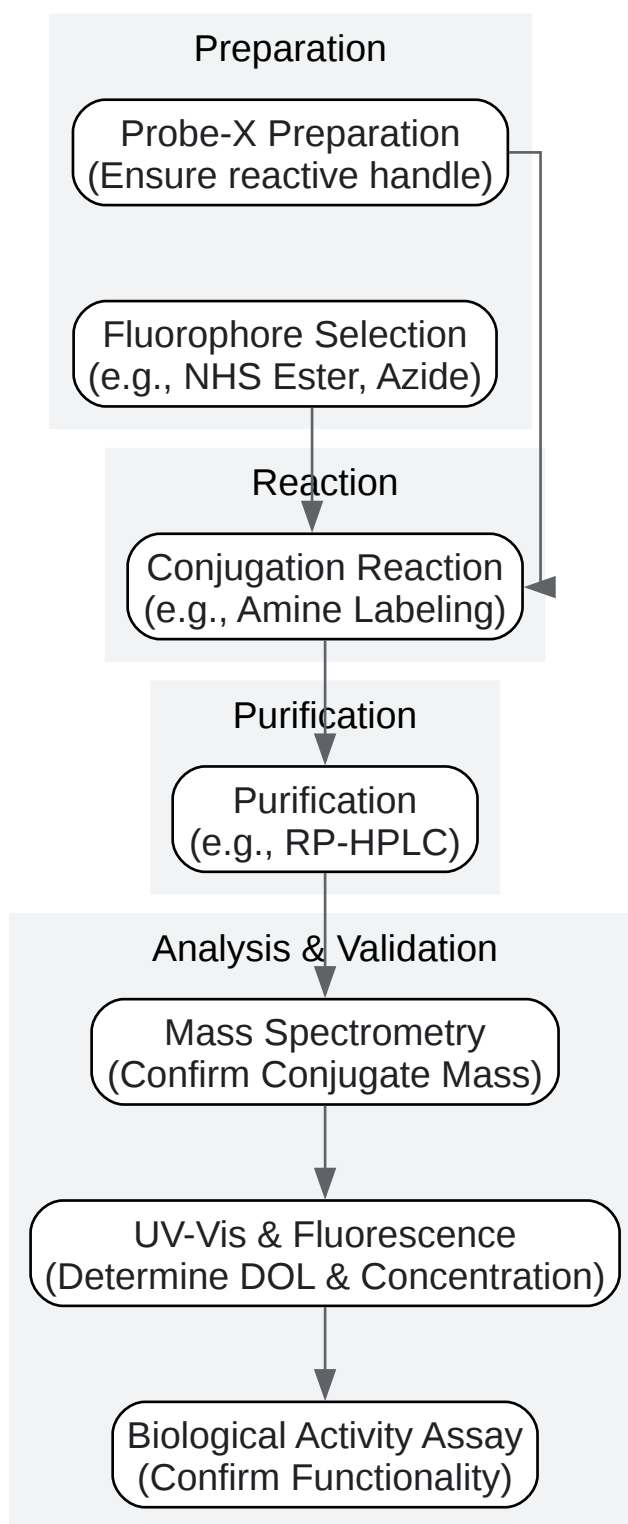 Preparation
Probe-X Preparation
(Ensure reactive handle)
Fluorophore Selection
(e.g., NHS Ester, Azide)
Reaction
Conjugation Reaction
(e.g., Amine Labeling)
Purification
Purification
(e.g., RP-HPLC)
Analysis & Validation
Mass Spectrometry
(Confirm Conjugate Mass)
UV-Vis & Fluorescence
(Determine DOL & Concentration)
Biological Activity Assay
(Confirm Functionality)